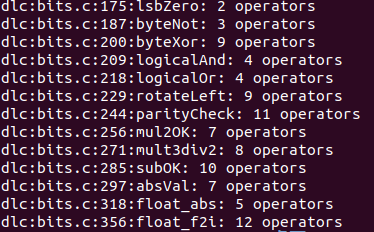 dlc:bits.c:175:lsbZero: 2 operators
dlc:bits.c:187:byteNot: 3 operators
dlc:bits.c:200:byteXor: 9 operators
dlc:bits.c:209:logicalAnd: 4 operators
dlc:bits.c:218:logicalOr: 4 operators
dlc:bits.c:229:rotateLeft: 9 operators
dlc:bits.c:244:parityCheck: 11 operators
dlc:bits.c:256:mul2OK: 7 operators
dlc:bits.c:271:mult3div2: 8 operators
dlc:bits.c:285:subOK: 10 operators
dlc:bits.c:297:absVal: 7 operators
dlc:bits.c:318:float_abs: 5 operators
dlc:bits.c:356:float_f2i: 12 operators